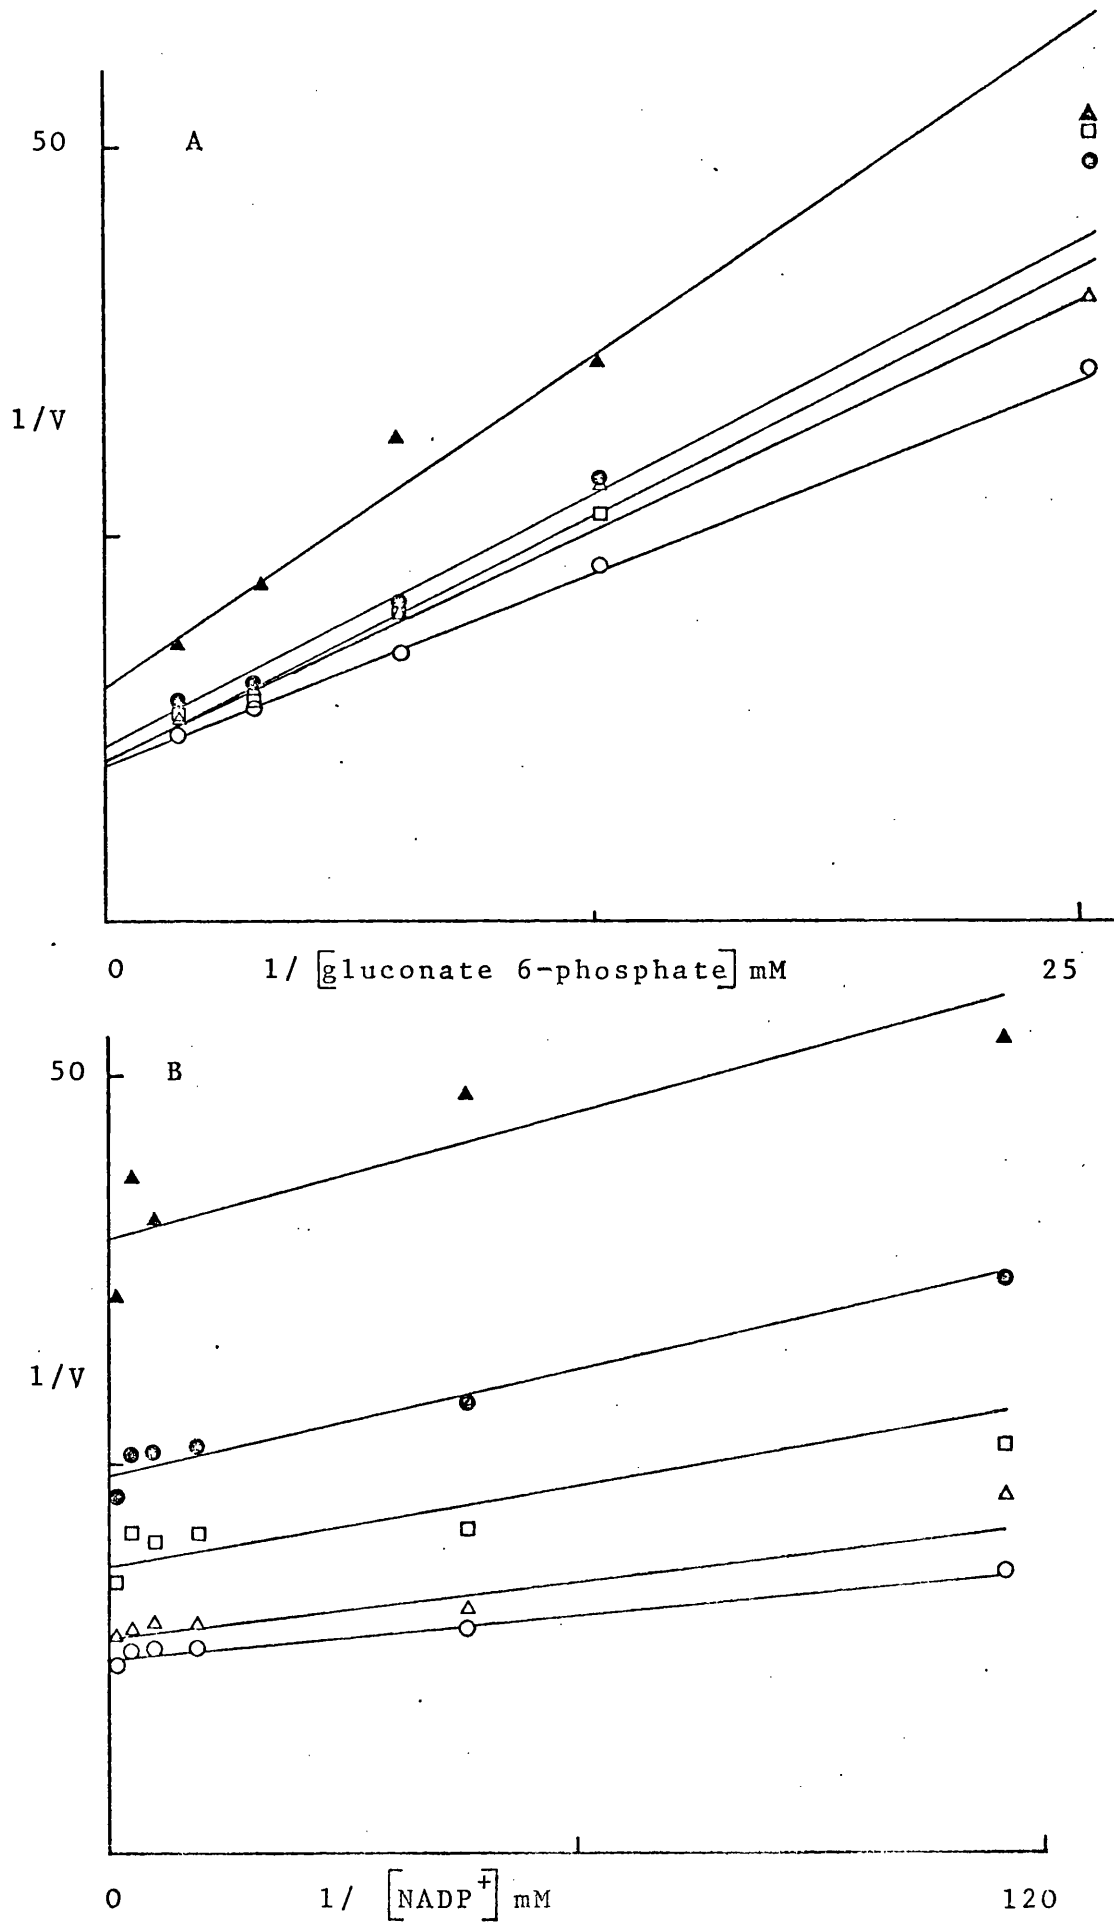 50 A
1/V
0 1/ [gluconate 6-phosphate] mM 25
50 B
1/V
0 1/ [NADP+] mM 120